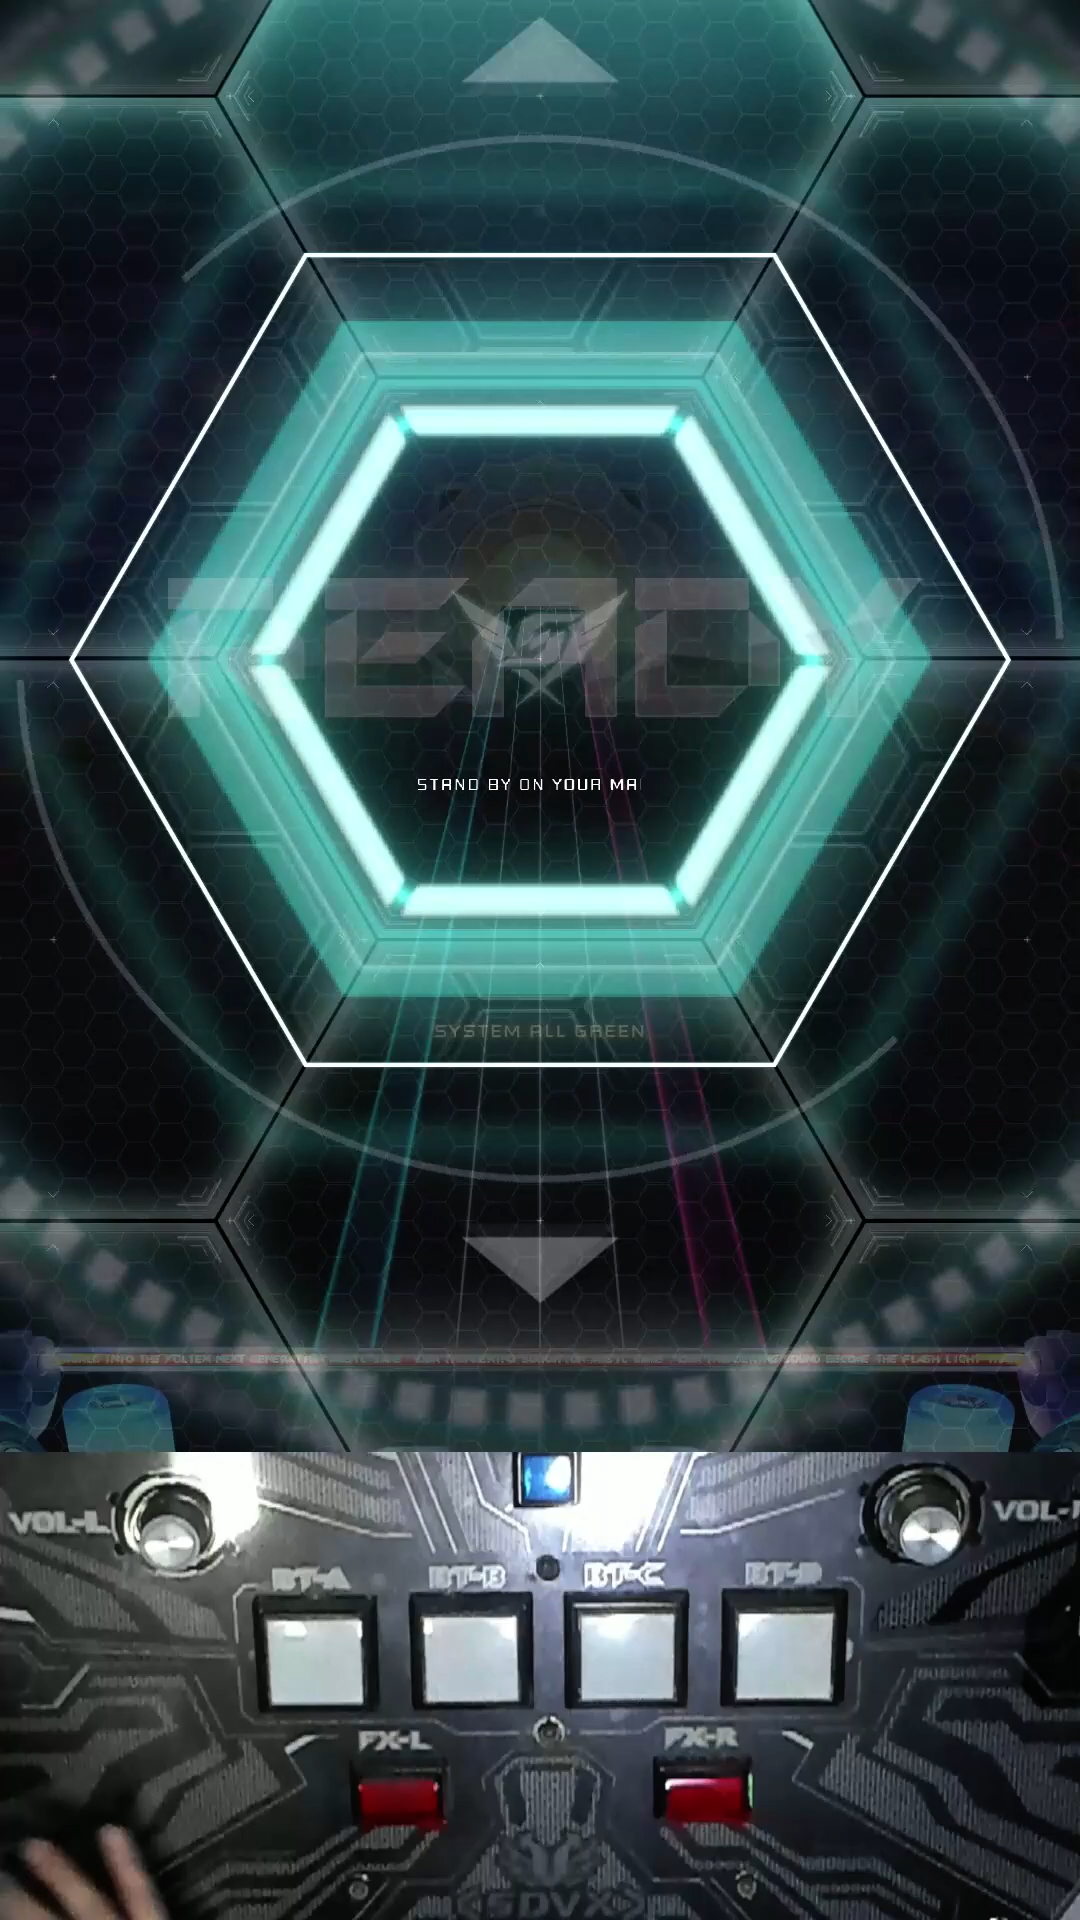 READY
STAND BY ON YOUR MA
SYSTEM ALL GREEN
VOL-L
BT-A
BT-B
BT-C
BT-D
FX-L
FX-R
SDVX